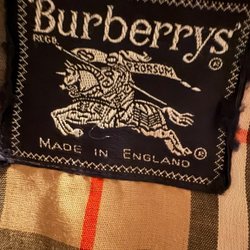 Burberrys
REGD
PRORSUM
®
MADE IN ENGLAND ®